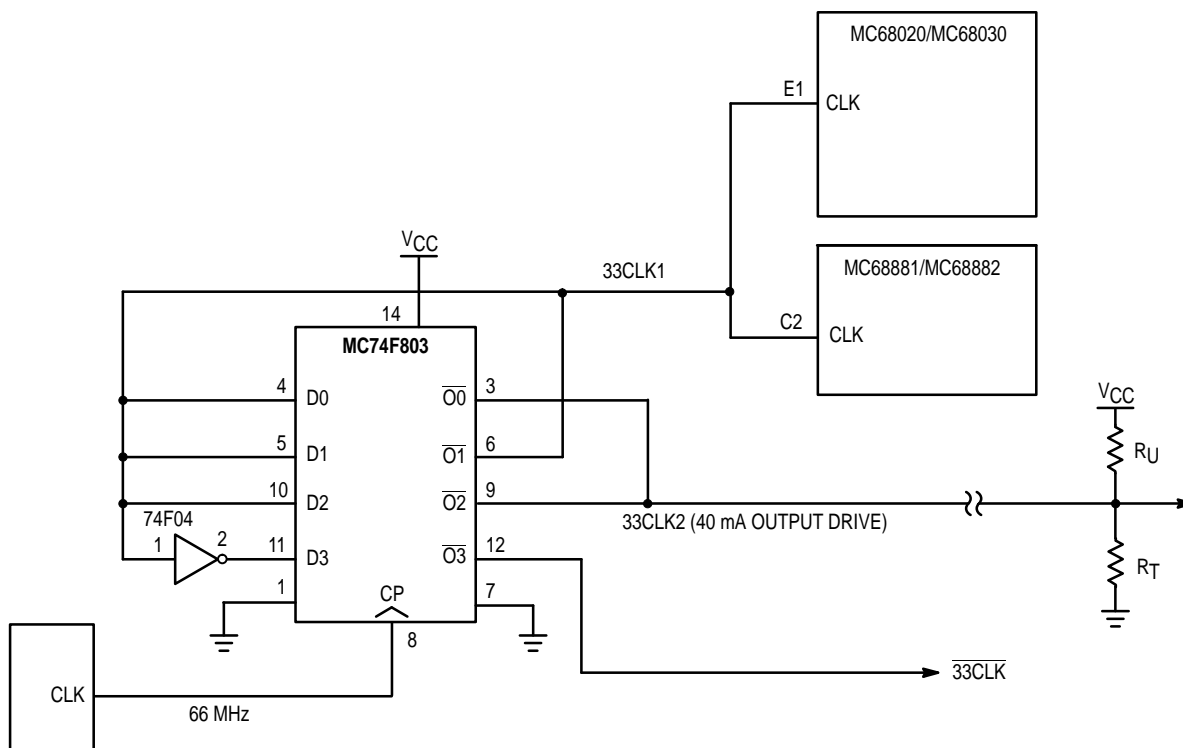 MC68020/MC68030
E1
CLK
VCC
33CLK1
MC68881/MC68882
C2
CLK
14
MC74F803
VCC
4
D0
O0
3
RU
5
D1
O1
6
10
D2
O2
9
74F04
33CLK2 (40 mA OUTPUT DRIVE)
1
2
11
D3
O3
12
RT
1
CP
7
8
CLK
66 MHz
33CLK